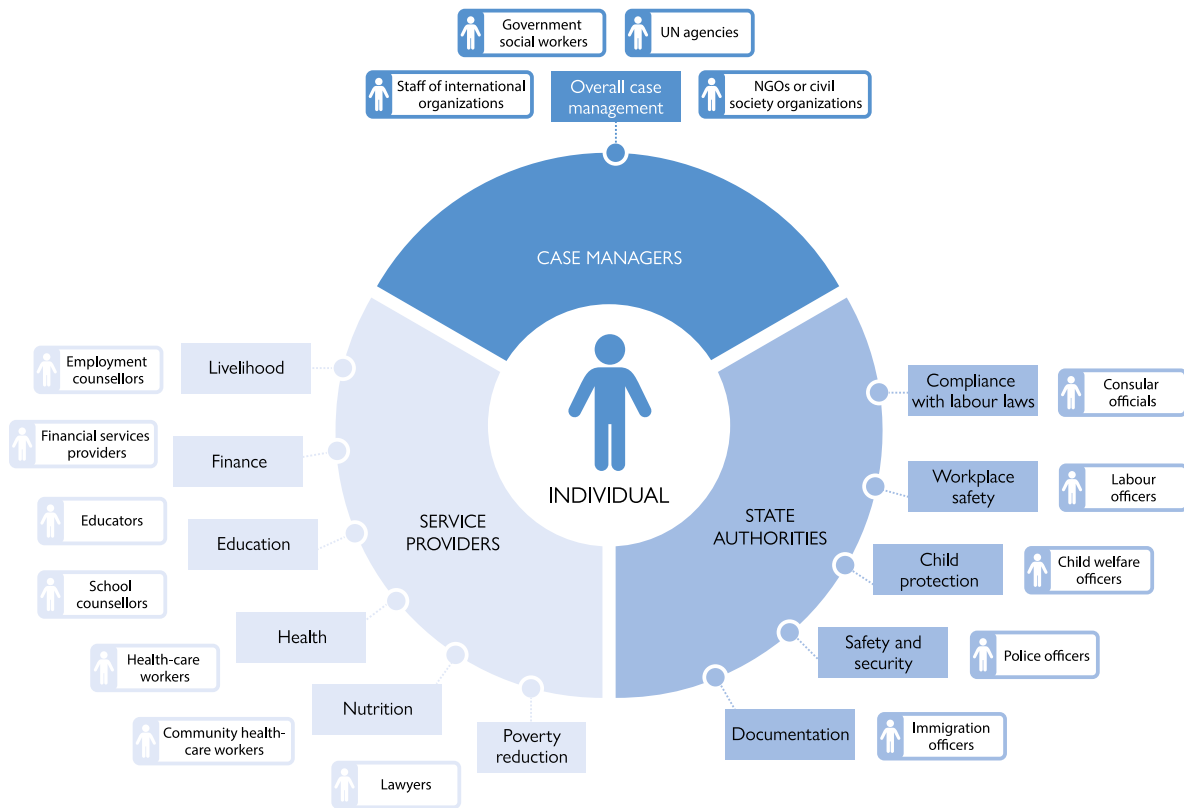 Government
social workers
UN agencies
Staff of international
organizations
Overall case
management
NGOs or civil
society organizations
CASE MANAGERS
INDIVIDUAL
SERVICE
PROVIDERS
STATE
AUTHORITIES
Employment
counsellors
Livelihood
Financial services
providers
Finance
Educators
Education
School
counsellors
Health
Health-care
workers
Nutrition
Community health-
care workers
Poverty
reduction
Lawyers
Compliance
with labour laws
Consular
officials
Workplace
safety
Labour
officers
Child
protection
Child welfare
officers
Safety and
security
Police officers
Documentation
Immigration
officers